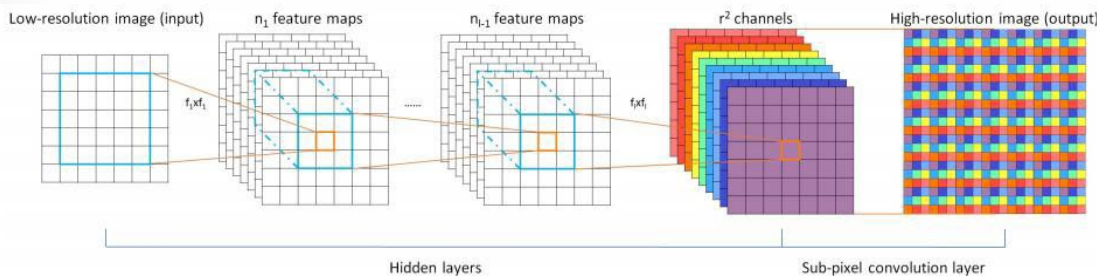 Low-resolution image (input)
n₁ feature maps
nₗ₋₁ feature maps
r² channels
High-resolution image (output)
f₁xf₁
......
fₗxfₗ
Hidden layers
Sub-pixel convolution layer